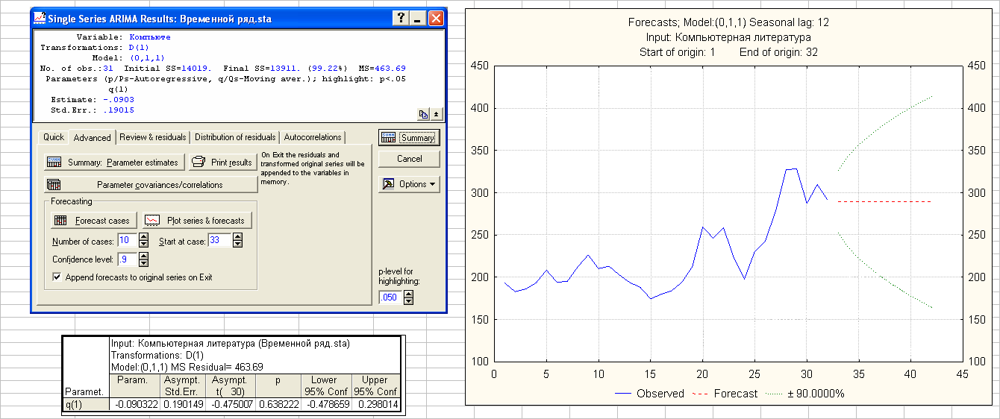 Single Series ARIMA Results: Временной ряд.sta
Variable: Компьюте
Transformations: D(1)
Model: (0,1,1)
No. of obs.:31 Initial SS=14019. Final SS=13911. (99.22%) MS=463.69
Parameters (p/Ps-Autoregressive, q/Qs-Moving aver.); highlight: p<.05
q(1)
Estimate: -.0903
Std.Err.: .19015
Quick Advanced Review & residuals Distribution of residuals Autocorrelations
Summary
Cancel
Options
Summary: Parameter estimates Print results
On Exit the residuals and
transformed original series will be
appended to the variables in
memory.
Parameter covariances/correlations
Forecasting
Forecast cases Plot series & forecasts
Number of cases: 10 Start at case: 33
Confidence level: .9
Append forecasts to original series on Exit
p-level for
highlighting:
.050
Input: Компьютерная литература (Временной ряд.sta)
Transformations: D(1)
Model:(0,1,1) MS Residual= 463.69
Param. Asympt. Asympt. p Lower Upper
Paramet. Std.Err. t( 30) 95% Conf 95% Conf
q(1) -0.090322 0.190149 -0.475007 0.638222 -0.478659 0.298014
Forecasts; Model:(0,1,1) Seasonal lag: 12
Input: Компьютерная литература
Start of origin: 1 End of origin: 32
450 450
400 400
350 350
300 300
250 250
200 200
150 150
100 100
0 5 10 15 20 25 30 35 40 45
Observed Forecast ± 90.0000%